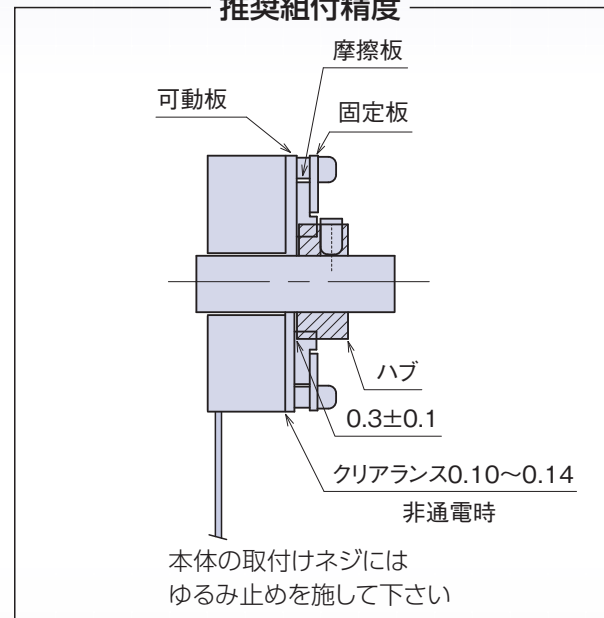 推奨組付精度
摩擦板
可動板
固定板
ハブ
0.3±0.1
クリアランス0.10〜0.14
非通電時
本体の取付けネジには
ゆるみ止めを施して下さい